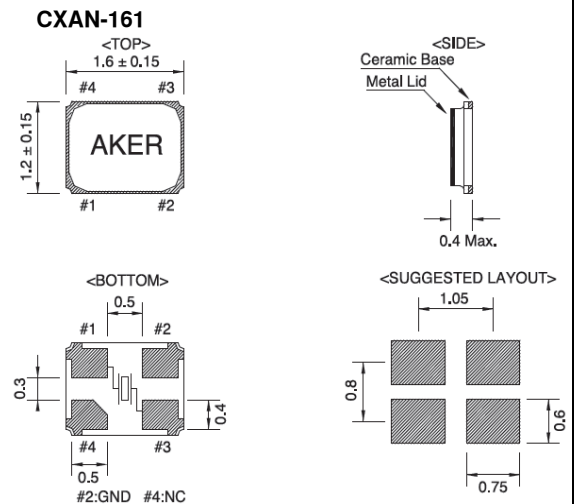 CXAN-161
<TOP>
1.6 ± 0.15
#4 #3
1.2 ± 0.15
AKER
#1 #2
<SIDE>
Ceramic Base
Metal Lid
0.4 Max.
<BOTTOM>
0.5
#1 #2
0.3
0.4
#4 #3
0.5
#2:GND #4:NC
<SUGGESTED LAYOUT>
1.05
0.8
0.6
0.75